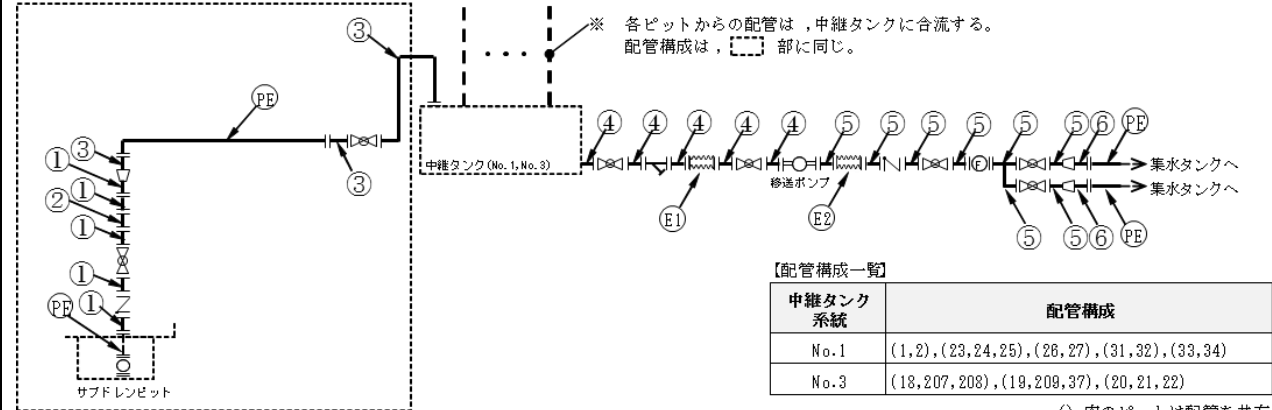 ※ 各ピットからの配管は,中継タンクに合流する。
配管構成は, 部に同じ。
③
PE
③
①
③
①
②
①
①
PE
①
サブドレンピット
中継タンク(No.1,No.3)
④ ④ ④ ④ ④ ⑤ ⑤ ⑤ ⑤ ⑤ ⑤ ⑥ PE
F
移送ポンプ
集水タンクへ
集水タンクへ
E1
E2
⑤ ⑤ ⑥ PE
【配管構成一覧】
中継タンク系統 配管構成
No.1 (1,2),(23,24,25),(26,27),(31,32),(33,34)
No.3 (18,207,208),(19,209,37),(20,21,22)